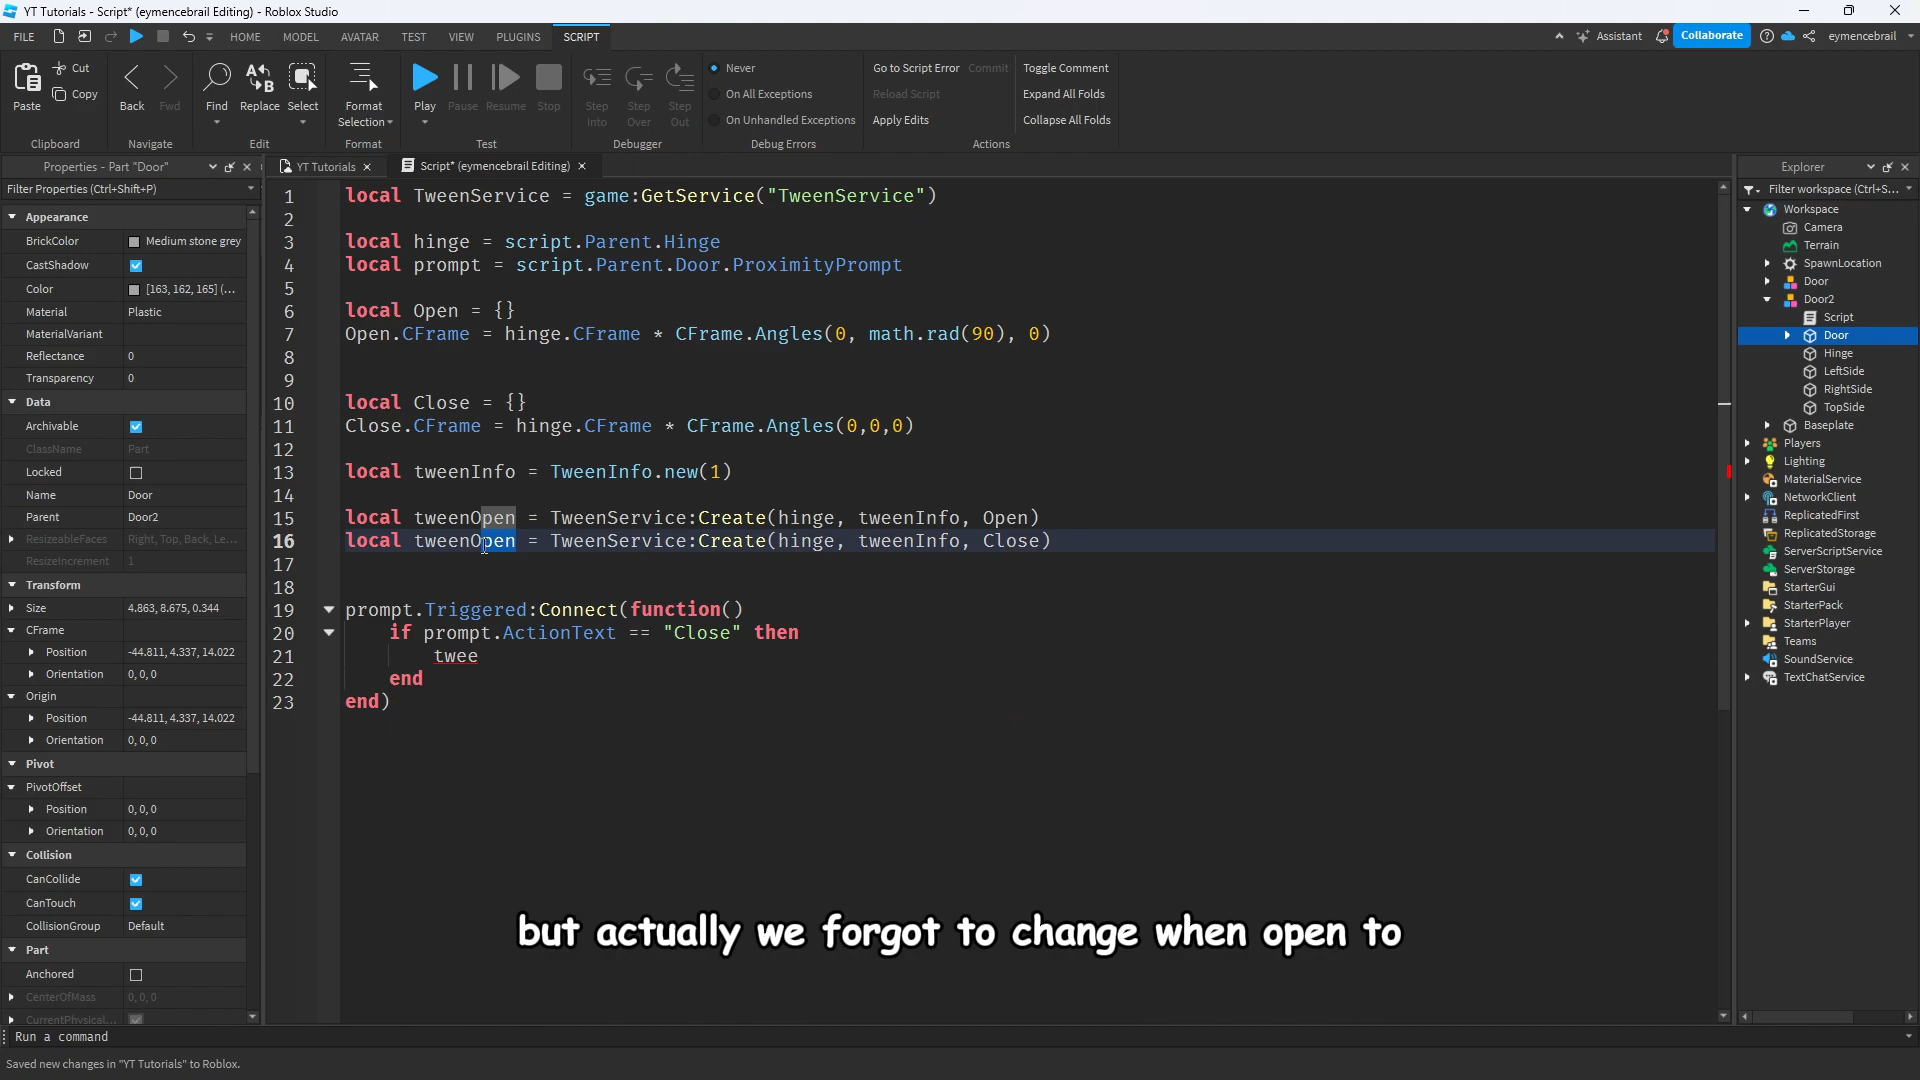 YT Tutorials - Script* (eymencebrail Editing) - Roblox Studio
FILE HOME MODEL AVATAR TEST VIEW PLUGINS SCRIPT Assistant Collaborate eymencebrail
Paste Cut Copy Back Fwd Find Replace Select Format Selection Play Pause Resume Stop Step Into Step Over Step Out
Never
On All Exceptions
On Unhandled Exceptions
Go to Script Error Commit
Reload Script
Apply Edits
Toggle Comment
Expand All Folds
Collapse All Folds
Clipboard Navigate Edit Format Test Debugger Debug Errors Actions
Properties - Part "Door"
Filter Properties (Ctrl+Shift+P)
Appearance
BrickColor Medium stone grey
CastShadow
Color [163, 162, 165] (...
Material Plastic
MaterialVariant
Reflectance 0
Transparency 0
Data
Archivable
ClassName Part
Locked
Name Door
Parent Door2
ResizeableFaces Right, Top, Back, Le...
ResizeIncrement 1
Transform
Size 4.863, 8.675, 0.344
CFrame
Position -44.811, 4.337, 14.022
Orientation 0, 0, 0
Origin
Position -44.811, 4.337, 14.022
Orientation 0, 0, 0
Pivot
PivotOffset
Position 0, 0, 0
Orientation 0, 0, 0
Collision
CanCollide
CanTouch
CollisionGroup Default
Part
Anchored
CenterOfMass 0, 0, 0
CurrentPhysical...
YT Tutorials Script* (eymencebrail Editing)
1 local TweenService = game:GetService("TweenService")
2
3 local hinge = script.Parent.Hinge
4 local prompt = script.Parent.Door.ProximityPrompt
5
6 local Open = {}
7 Open.CFrame = hinge.CFrame * CFrame.Angles(0, math.rad(90), 0)
8
9
10 local Close = {}
11 Close.CFrame = hinge.CFrame * CFrame.Angles(0,0,0)
12
13 local tweenInfo = TweenInfo.new(1)
14
15 local tweenOpen = TweenService:Create(hinge, tweenInfo, Open)
16 local tweenOpen = TweenService:Create(hinge, tweenInfo, Close)
17
18
19 prompt.Triggered:Connect(function()
20 if prompt.ActionText == "Close" then
21 twee
22 end
23 end)
but actually we forgot to change when open to
Explorer
Filter workspace (Ctrl+S...
Workspace
Camera
Terrain
SpawnLocation
Door
Door2
Script
Door
Hinge
LeftSide
RightSide
TopSide
Baseplate
Players
Lighting
MaterialService
NetworkClient
ReplicatedFirst
ReplicatedStorage
ServerScriptService
ServerStorage
StarterGui
StarterPack
StarterPlayer
Teams
SoundService
TextChatService
Run a command
Saved new changes in "YT Tutorials" to Roblox.